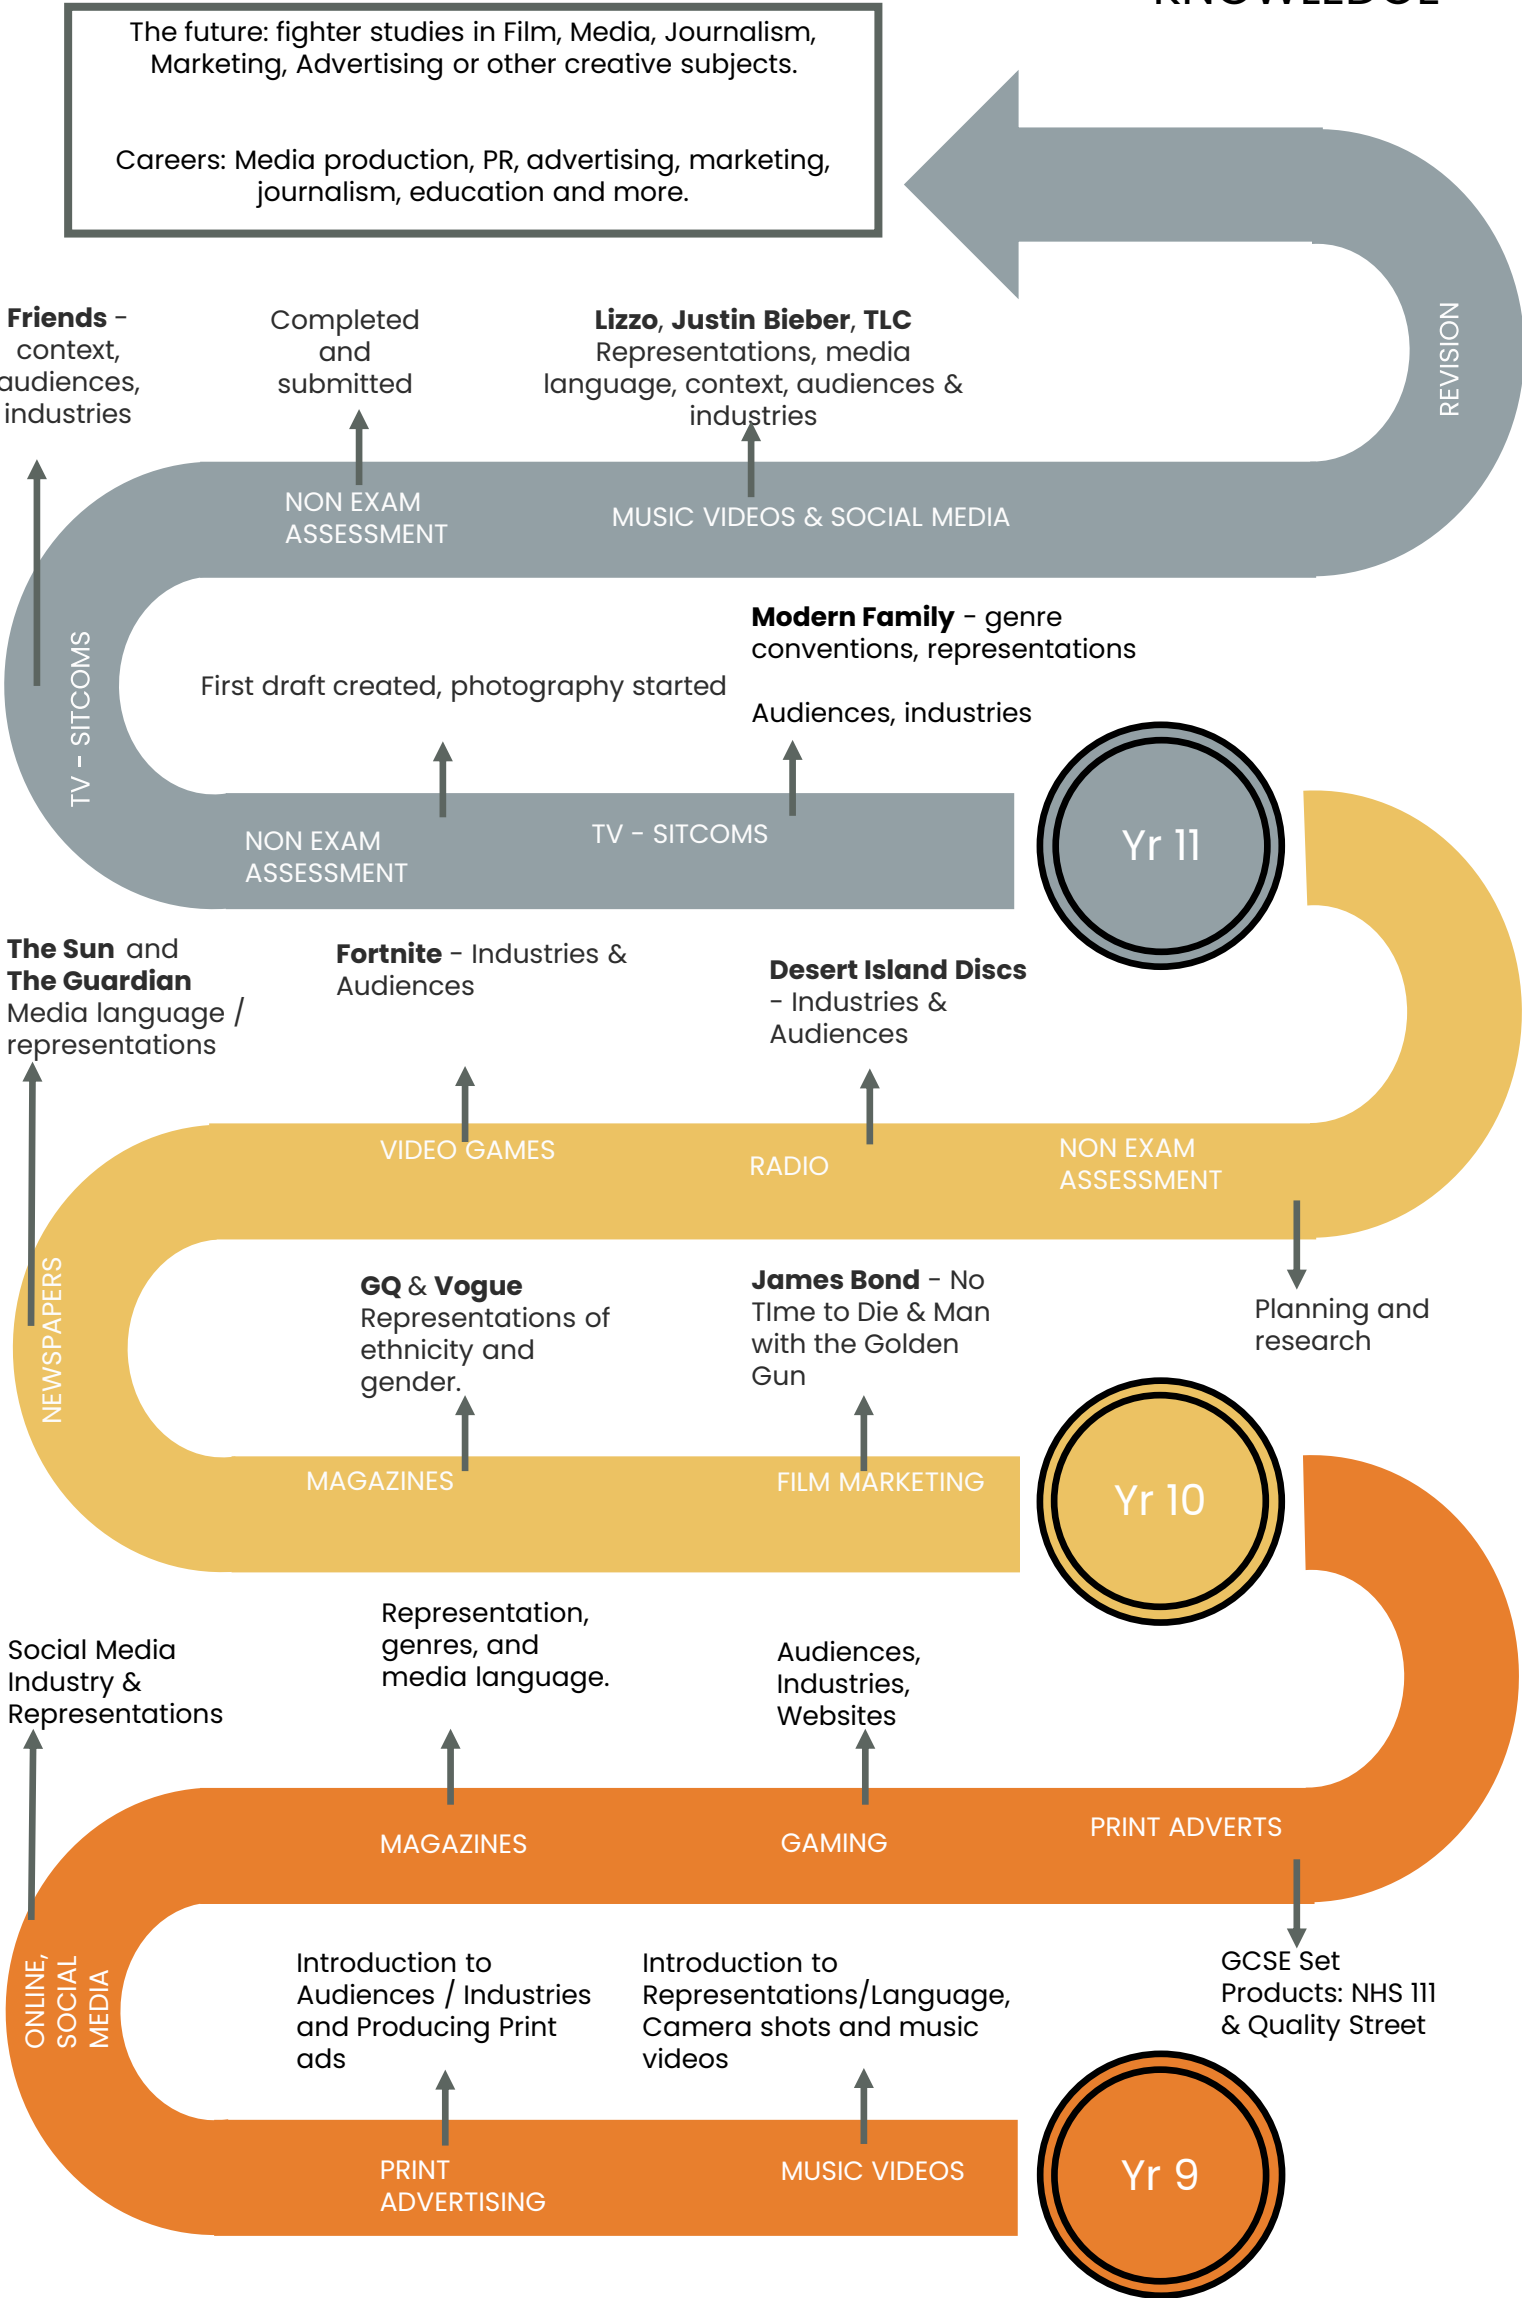 KNOWLEDGE
The future: fighter studies in Film, Media, Journalism,
Marketing, Advertising or other creative subjects.
Careers: Media production, PR, advertising, marketing,
journalism, education and more.
REVISION
Friends -
context,
audiences,
industries
Completed
and
submitted
Lizzo, Justin Bieber, TLC
Representations, media
language, context, audiences &
industries
NON EXAM
ASSESSMENT
MUSIC VIDEOS & SOCIAL MEDIA
TV - SITCOMS
First draft created, photography started
Modern Family - genre
conventions, representations
Audiences, industries
NON EXAM
ASSESSMENT
TV - SITCOMS
Yr 11
The Sun and
The Guardian
Media language /
representations
Fortnite - Industries &
Audiences
Desert Island Discs
- Industries &
Audiences
VIDEO GAMES
RADIO
NON EXAM
ASSESSMENT
NEWSPAPERS
GQ & Vogue
Representations of
ethnicity and
gender.
James Bond - No
TIme to Die & Man
with the Golden
Gun
Planning and
research
MAGAZINES
FILM MARKETING
Yr 10
Social Media
Industry &
Representations
Representation,
genres, and
media language.
Audiences,
Industries,
Websites
MAGAZINES
GAMING
PRINT ADVERTS
ONLINE,
SOCIAL
MEDIA
Introduction to
Audiences / Industries
and Producing Print
ads
Introduction to
Representations/Language,
Camera shots and music
videos
GCSE Set
Products: NHS 111
& Quality Street
PRINT
ADVERTISING
MUSIC VIDEOS
Yr 9